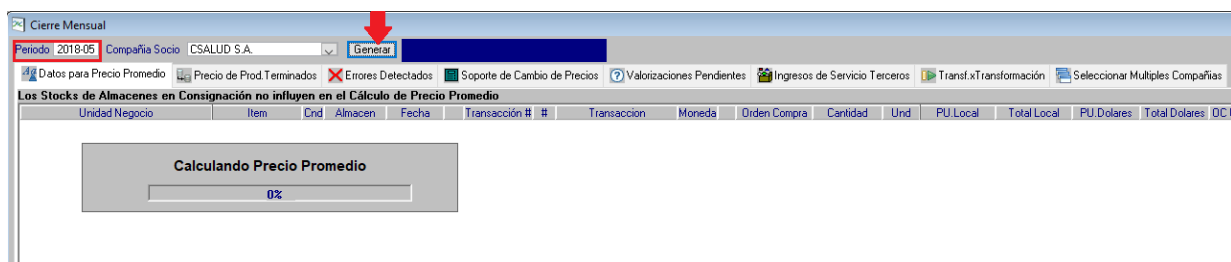 Cierre Mensual
Periodo 2018-05 Compañia Socio CSALUD S.A. Generar
Datos para Precio Promedio Precio de Prod.Terminados Errores Detectados Soporte de Cambio de Precios Valorizaciones Pendientes Ingresos de Servicio Terceros Transf.xTransformación Seleccionar Multiples Compañias
Los Stocks de Almacenes en Consignación no influyen en el Cálculo de Precio Promedio
Unidad Negocio Item Cnd Almacen Fecha Transacción # # Transaccion Moneda Orden Compra Cantidad Und PU.Local Total Local PU.Dolares Total Dolares OC
Calculando Precio Promedio
0%